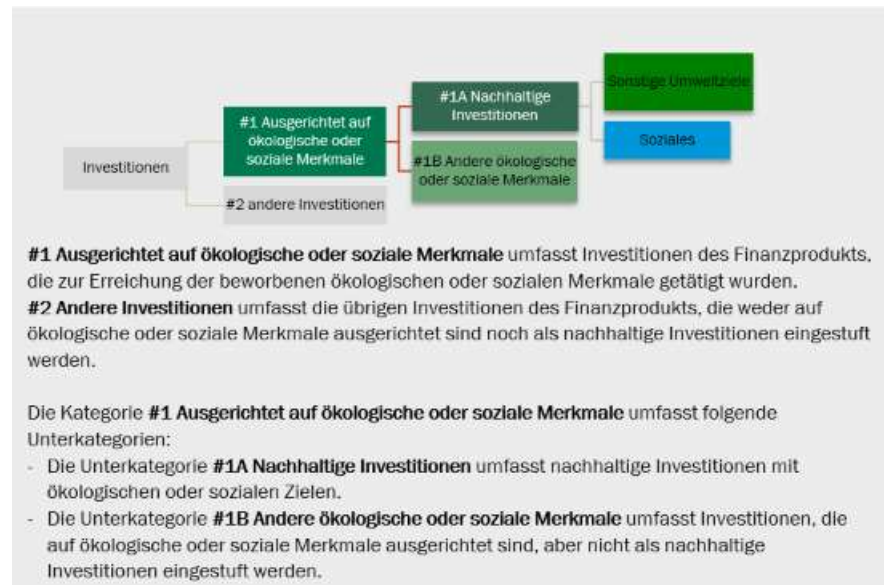 Sonstige Umweltziele
#1A Nachhaltige
Investitionen
#1 Ausgerichtet auf
ökologische oder
soziale Merkmale
Soziales
Investitionen
#1B Andere ökologische
oder soziale Merkmale
#2 andere Investitionen
#1 Ausgerichtet auf ökologische oder soziale Merkmale umfasst Investitionen des Finanzprodukts,
die zur Erreichung der beworbenen ökologischen oder sozialen Merkmale getätigt wurden.
#2 Andere Investitionen umfasst die übrigen Investitionen des Finanzprodukts, die weder auf
ökologische oder soziale Merkmale ausgerichtet sind noch als nachhaltige Investitionen eingestuft
werden.
Die Kategorie #1 Ausgerichtet auf ökologische oder soziale Merkmale umfasst folgende
Unterkategorien:
- Die Unterkategorie #1A Nachhaltige Investitionen umfasst nachhaltige Investitionen mit
ökologischen oder sozialen Zielen.
- Die Unterkategorie #1B Andere ökologische oder soziale Merkmale umfasst Investitionen, die
auf ökologische oder soziale Merkmale ausgerichtet sind, aber nicht als nachhaltige
Investitionen eingestuft werden.